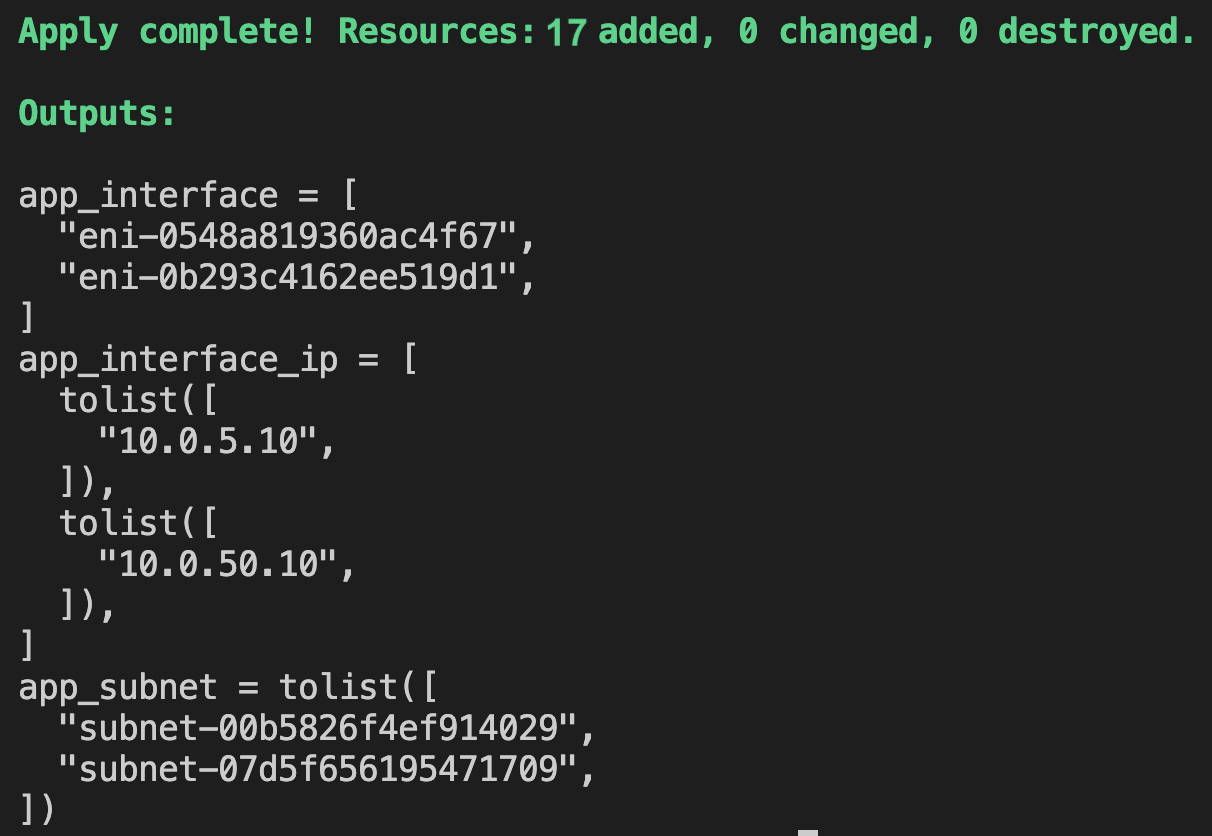 Apply complete! Resources: 17 added, 0 changed, 0 destroyed.
Outputs:
app_interface = [
  "eni-0548a819360ac4f67",
  "eni-0b293c4162ee519d1",
]
app_interface_ip = [
  tolist([
    "10.0.5.10",
  ]),
  tolist([
    "10.0.50.10",
  ]),
]
app_subnet = tolist([
  "subnet-00b5826f4ef914029",
  "subnet-07d5f656195471709",
])